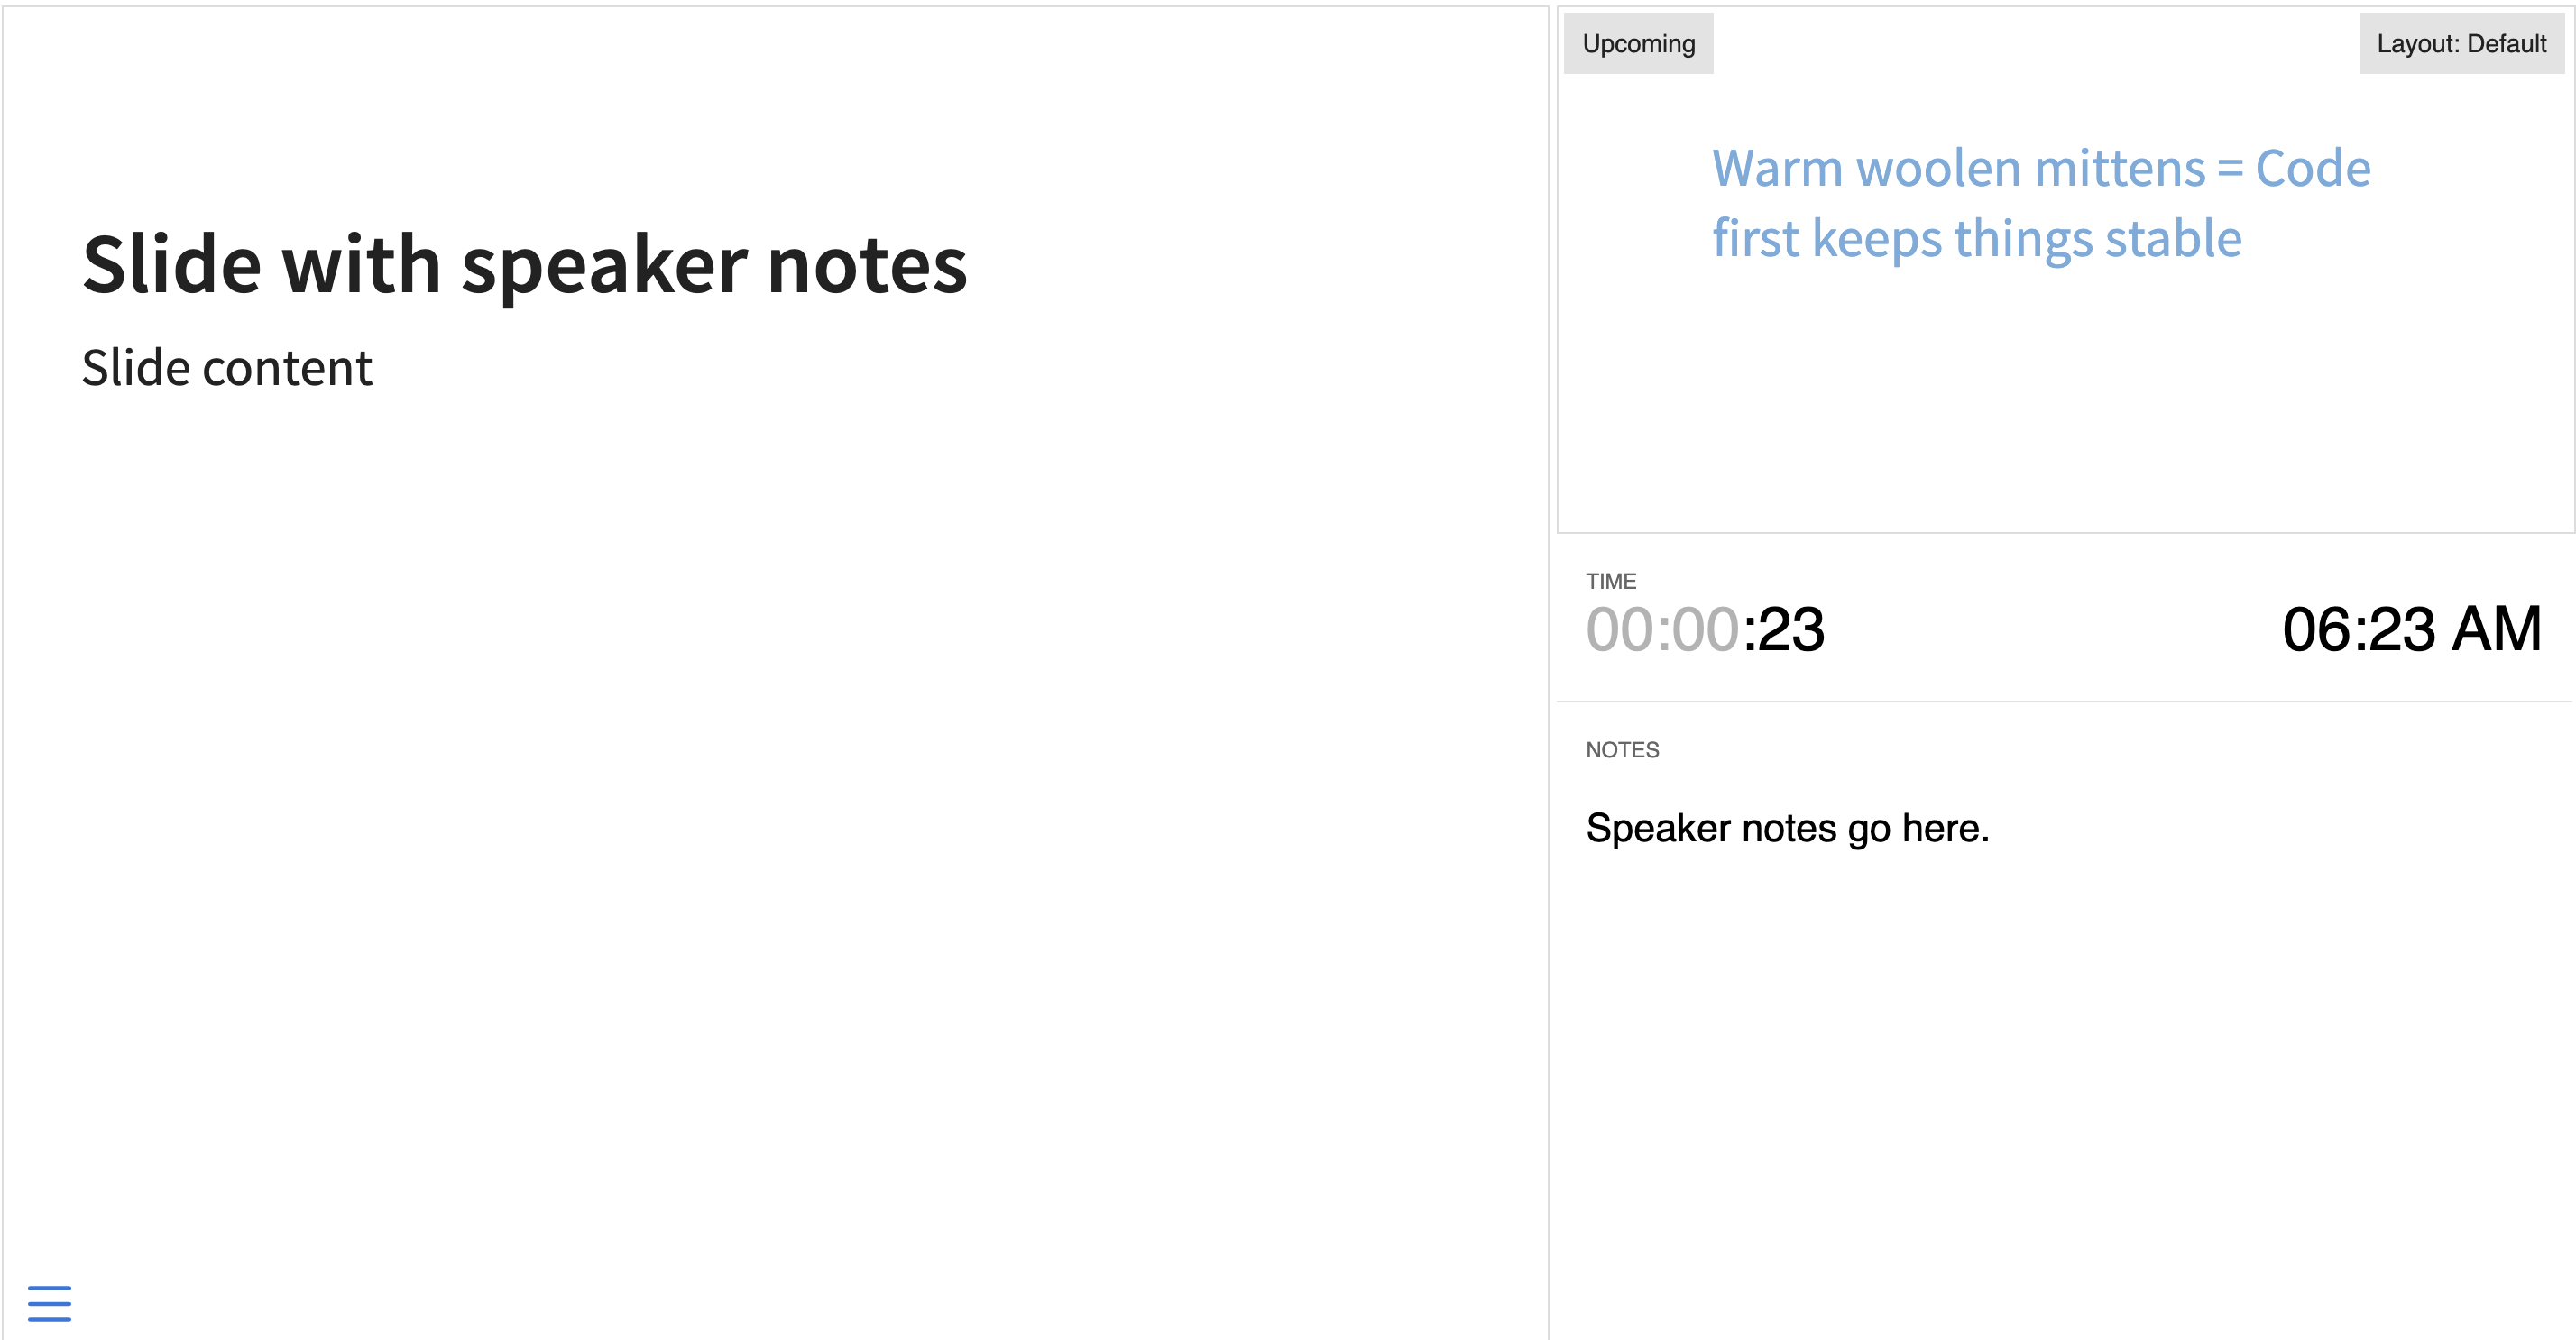 Slide with speaker notes
Slide content
Upcoming
Layout: Default
Warm woolen mittens = Code
first keeps things stable
TIME
00:00:23
06:23 AM
NOTES
Speaker notes go here.